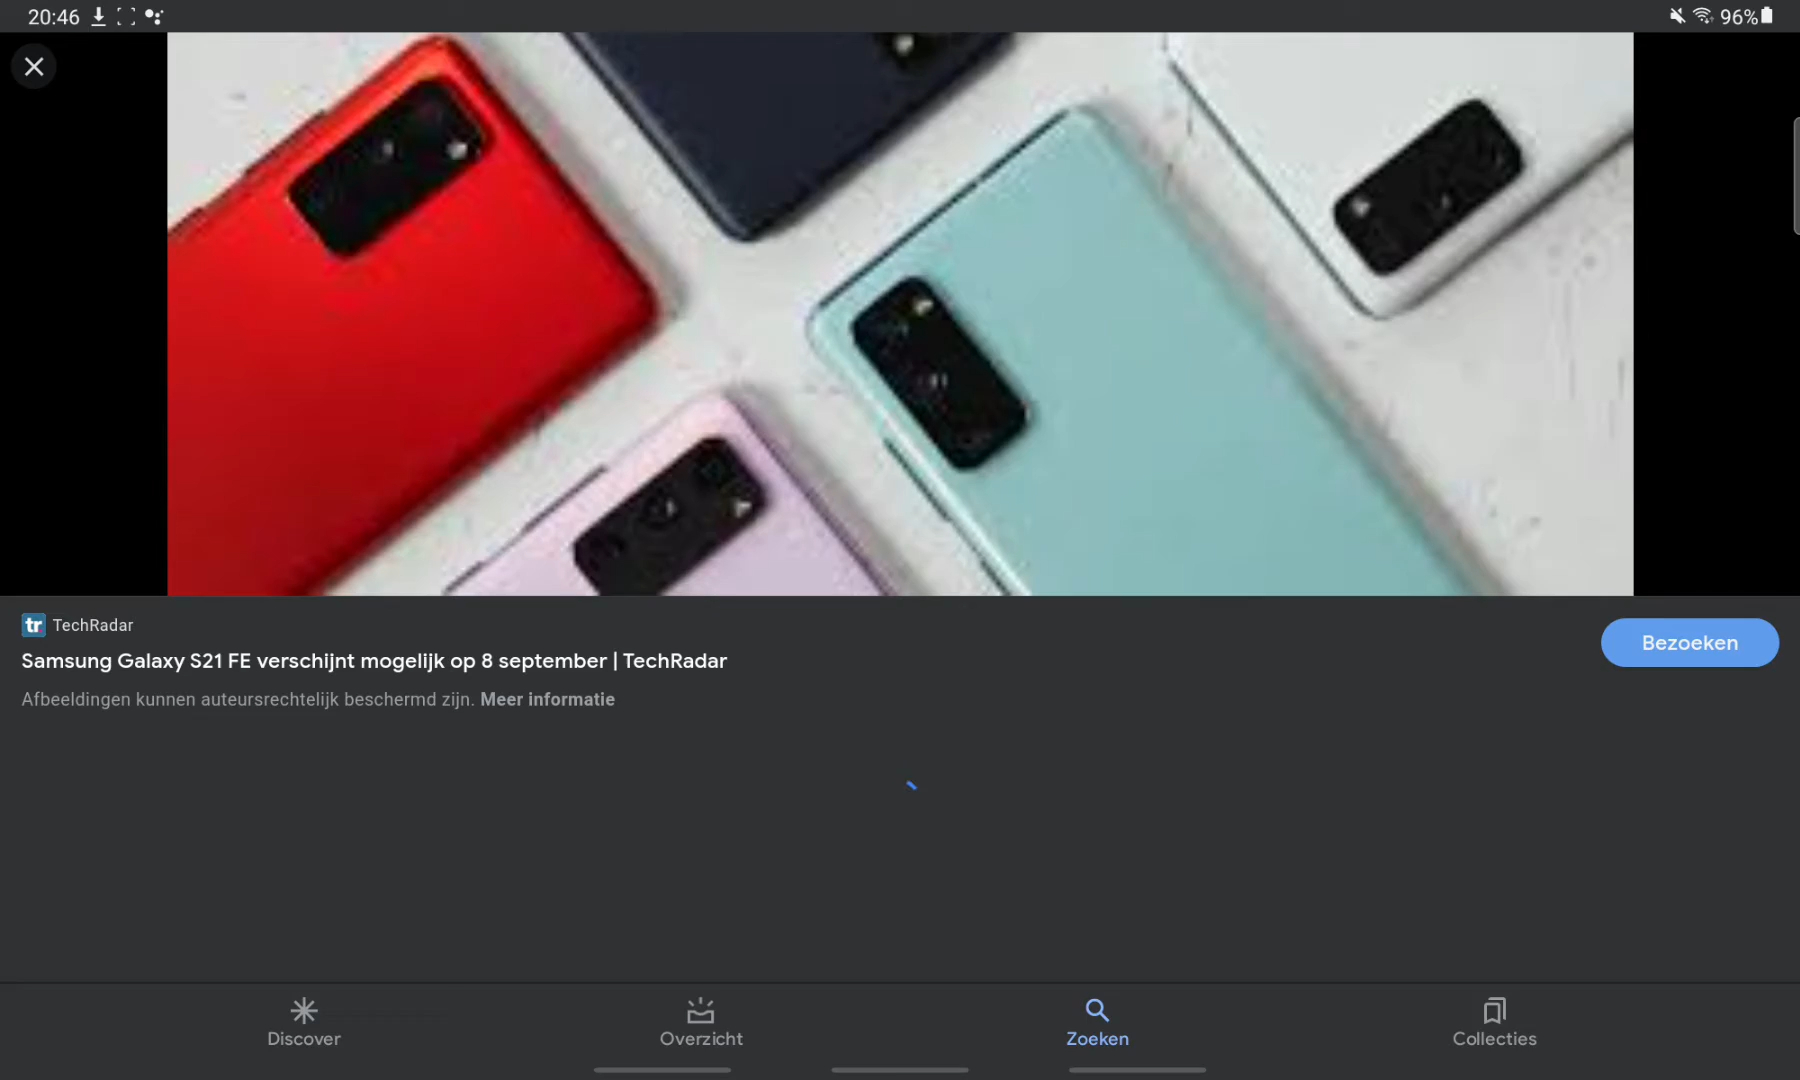 20:46
96%
tr TechRadar
Samsung Galaxy S21 FE verschijnt mogelijk op 8 september | TechRadar
Afbeeldingen kunnen auteursrechtelijk beschermd zijn. Meer informatie
Bezoeken
Discover
Overzicht
Zoeken
Collecties